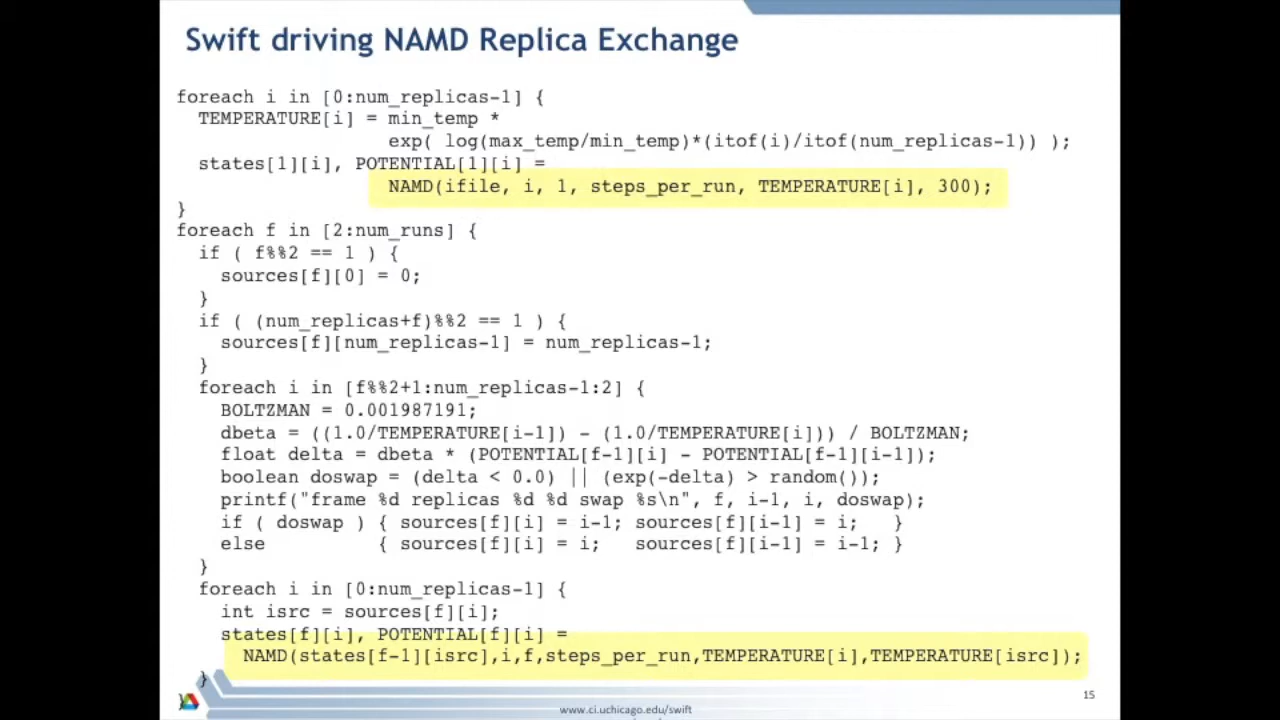 Swift driving NAMD Replica Exchange
foreach i in [0:num_replicas-1] {
  TEMPERATURE[i] = min_temp *
                   exp( log(max_temp/min_temp)*(itof(i)/itof(num_replicas-1)) );
  states[1][i], POTENTIAL[1][i] =
                   NAMD(ifile, i, 1, steps_per_run, TEMPERATURE[i], 300);
}
foreach f in [2:num_runs] {
  if ( f%%2 == 1 ) {
    sources[f][0] = 0;
  }
  if ( (num_replicas+f)%%2 == 1 ) {
    sources[f][num_replicas-1] = num_replicas-1;
  }
  foreach i in [f%%2+1:num_replicas-1:2] {
    BOLTZMAN = 0.001987191;
    dbeta = ((1.0/TEMPERATURE[i-1]) - (1.0/TEMPERATURE[i])) / BOLTZMAN;
    float delta = dbeta * (POTENTIAL[f-1][i] - POTENTIAL[f-1][i-1]);
    boolean doswap = (delta < 0.0) || (exp(-delta) > random());
    printf("frame %d replicas %d %d swap %s\n", f, i-1, i, doswap);
    if ( doswap ) { sources[f][i] = i-1; sources[f][i-1] = i;   }
    else          { sources[f][i] = i;   sources[f][i-1] = i-1; }
  }
  foreach i in [0:num_replicas-1] {
    int isrc = sources[f][i];
    states[f][i], POTENTIAL[f][i] =
      NAMD(states[f-1][isrc],i,f,steps_per_run,TEMPERATURE[i],TEMPERATURE[isrc]);
  }
}
15
www.ci.uchicago.edu/swift